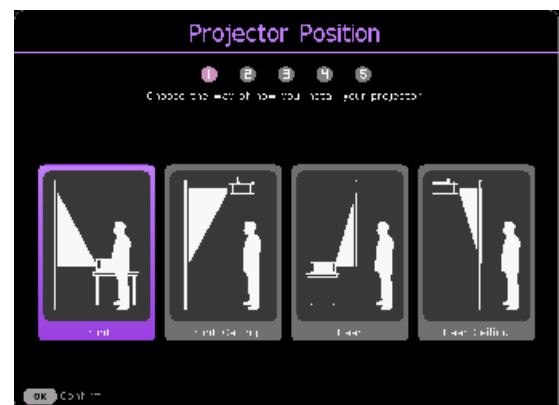 Projector Position
1 2 3 4 5
Choose the way of how you install your projector
Front
Front Ceiling
Rear
Rear Ceiling
OK Confirm